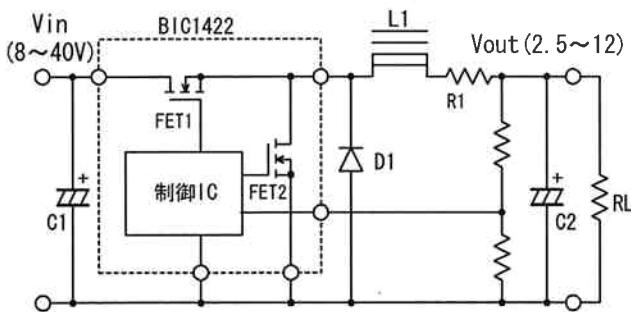 BIC1422
L1
Vin
(8～40V)
Vout(2.5～12)
FET1
R1
制御IC
FET2
D1
+
C1
+
C2
RL